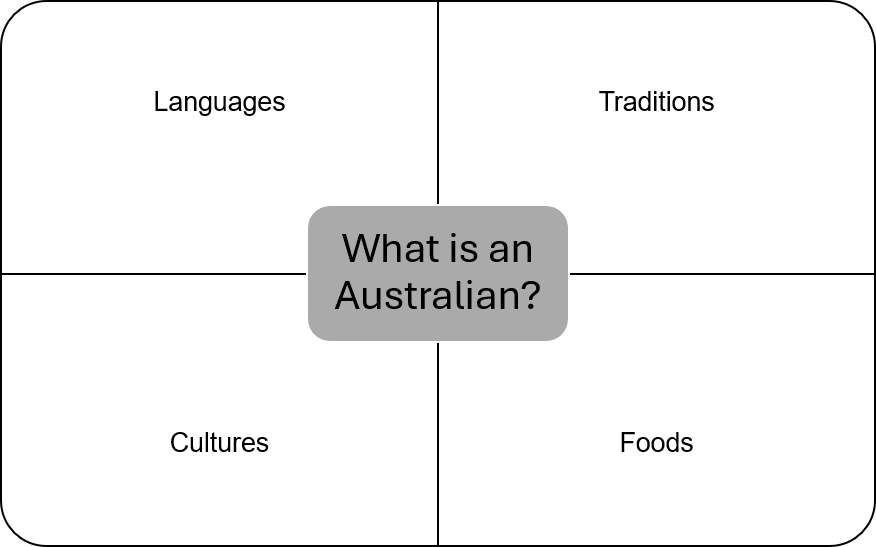 Languages
Traditions
What is an
Australian?
Cultures
Foods